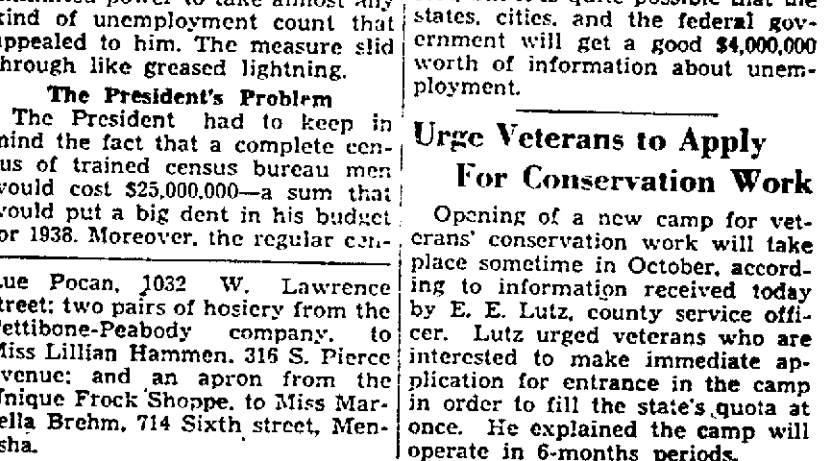 kind of unemployment count that
appealed to him. The measure slid
through like greased lightning.
The President's Problem
The President had to keep in
mind the fact that a complete cen-
us of trained census bureau men
would cost $25,000,000—a sum that
would put a big dent in his budget
for 1938. Moreover, the regular cen-
ue Pocan, 1032 W. Lawrence
treet; two pairs of hosiery from the
ettibone-Peabody company, to
Miss Lillian Hammen, 316 S. Pierce
venue; and an apron from the
nique Frock Shoppe, to Miss Mar-
ella Brehm, 714 Sixth street, Men-
sha.
states, cities, and the federal gov-
ernment will get a good $4,000,000
worth of information about unem-
ployment.
Urge Veterans to Apply
For Conservation Work
Opening of a new camp for vet-
erans' conservation work will take
place sometime in October, accord-
ing to information received today
by E. E. Lutz, county service offi-
cer. Lutz urged veterans who are
interested to make immediate ap-
plication for entrance in the camp
in order to fill the state's quota at
once. He explained the camp will
operate in 6-months periods.